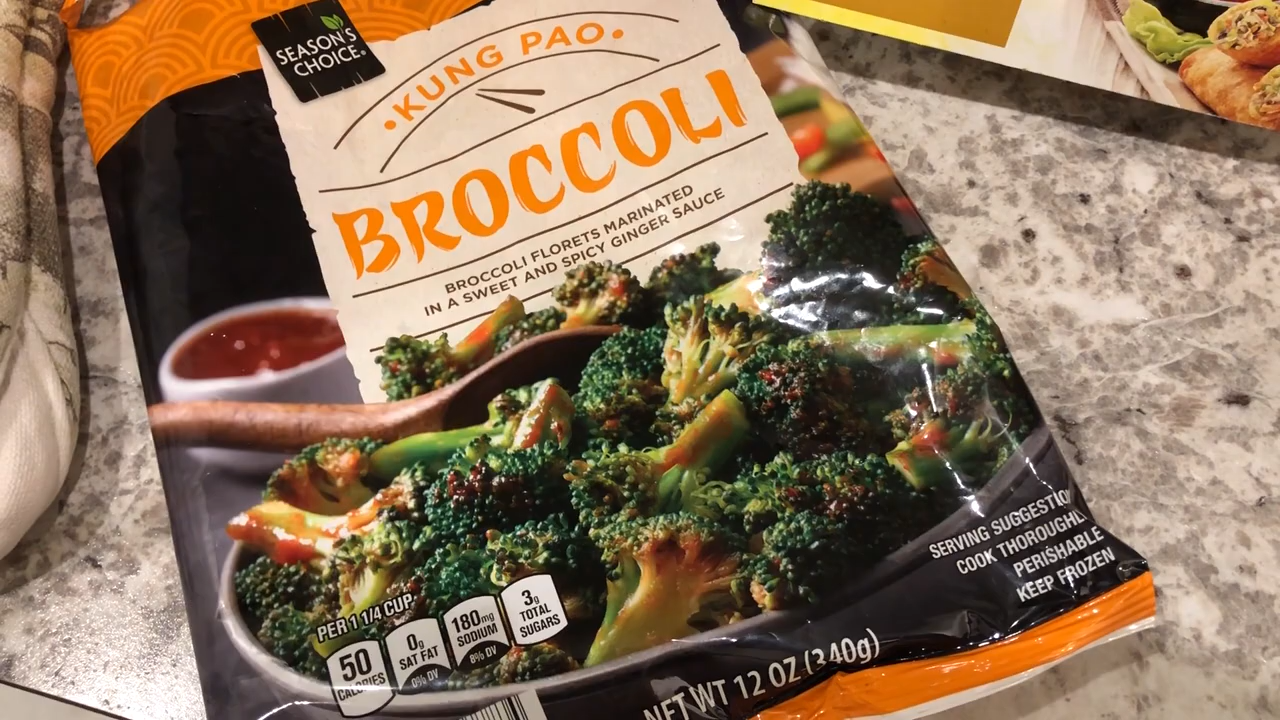 SEASON'S
CHOICE.
·KUNG PAO·
BROCCOLI
BROCCOLI FLORETS MARINATED
IN A SWEET AND SPICY GINGER SAUCE
SERVING SUGGESTION
COOK THOROUGHLY
PERISHABLE
KEEP FROZEN
PER 1 1/4 CUP
50
CALORIES
0g
SAT FAT
0% DV
180mg
SODIUM
8% DV
3g
TOTAL
SUGARS
NET WT 12 OZ (340g)